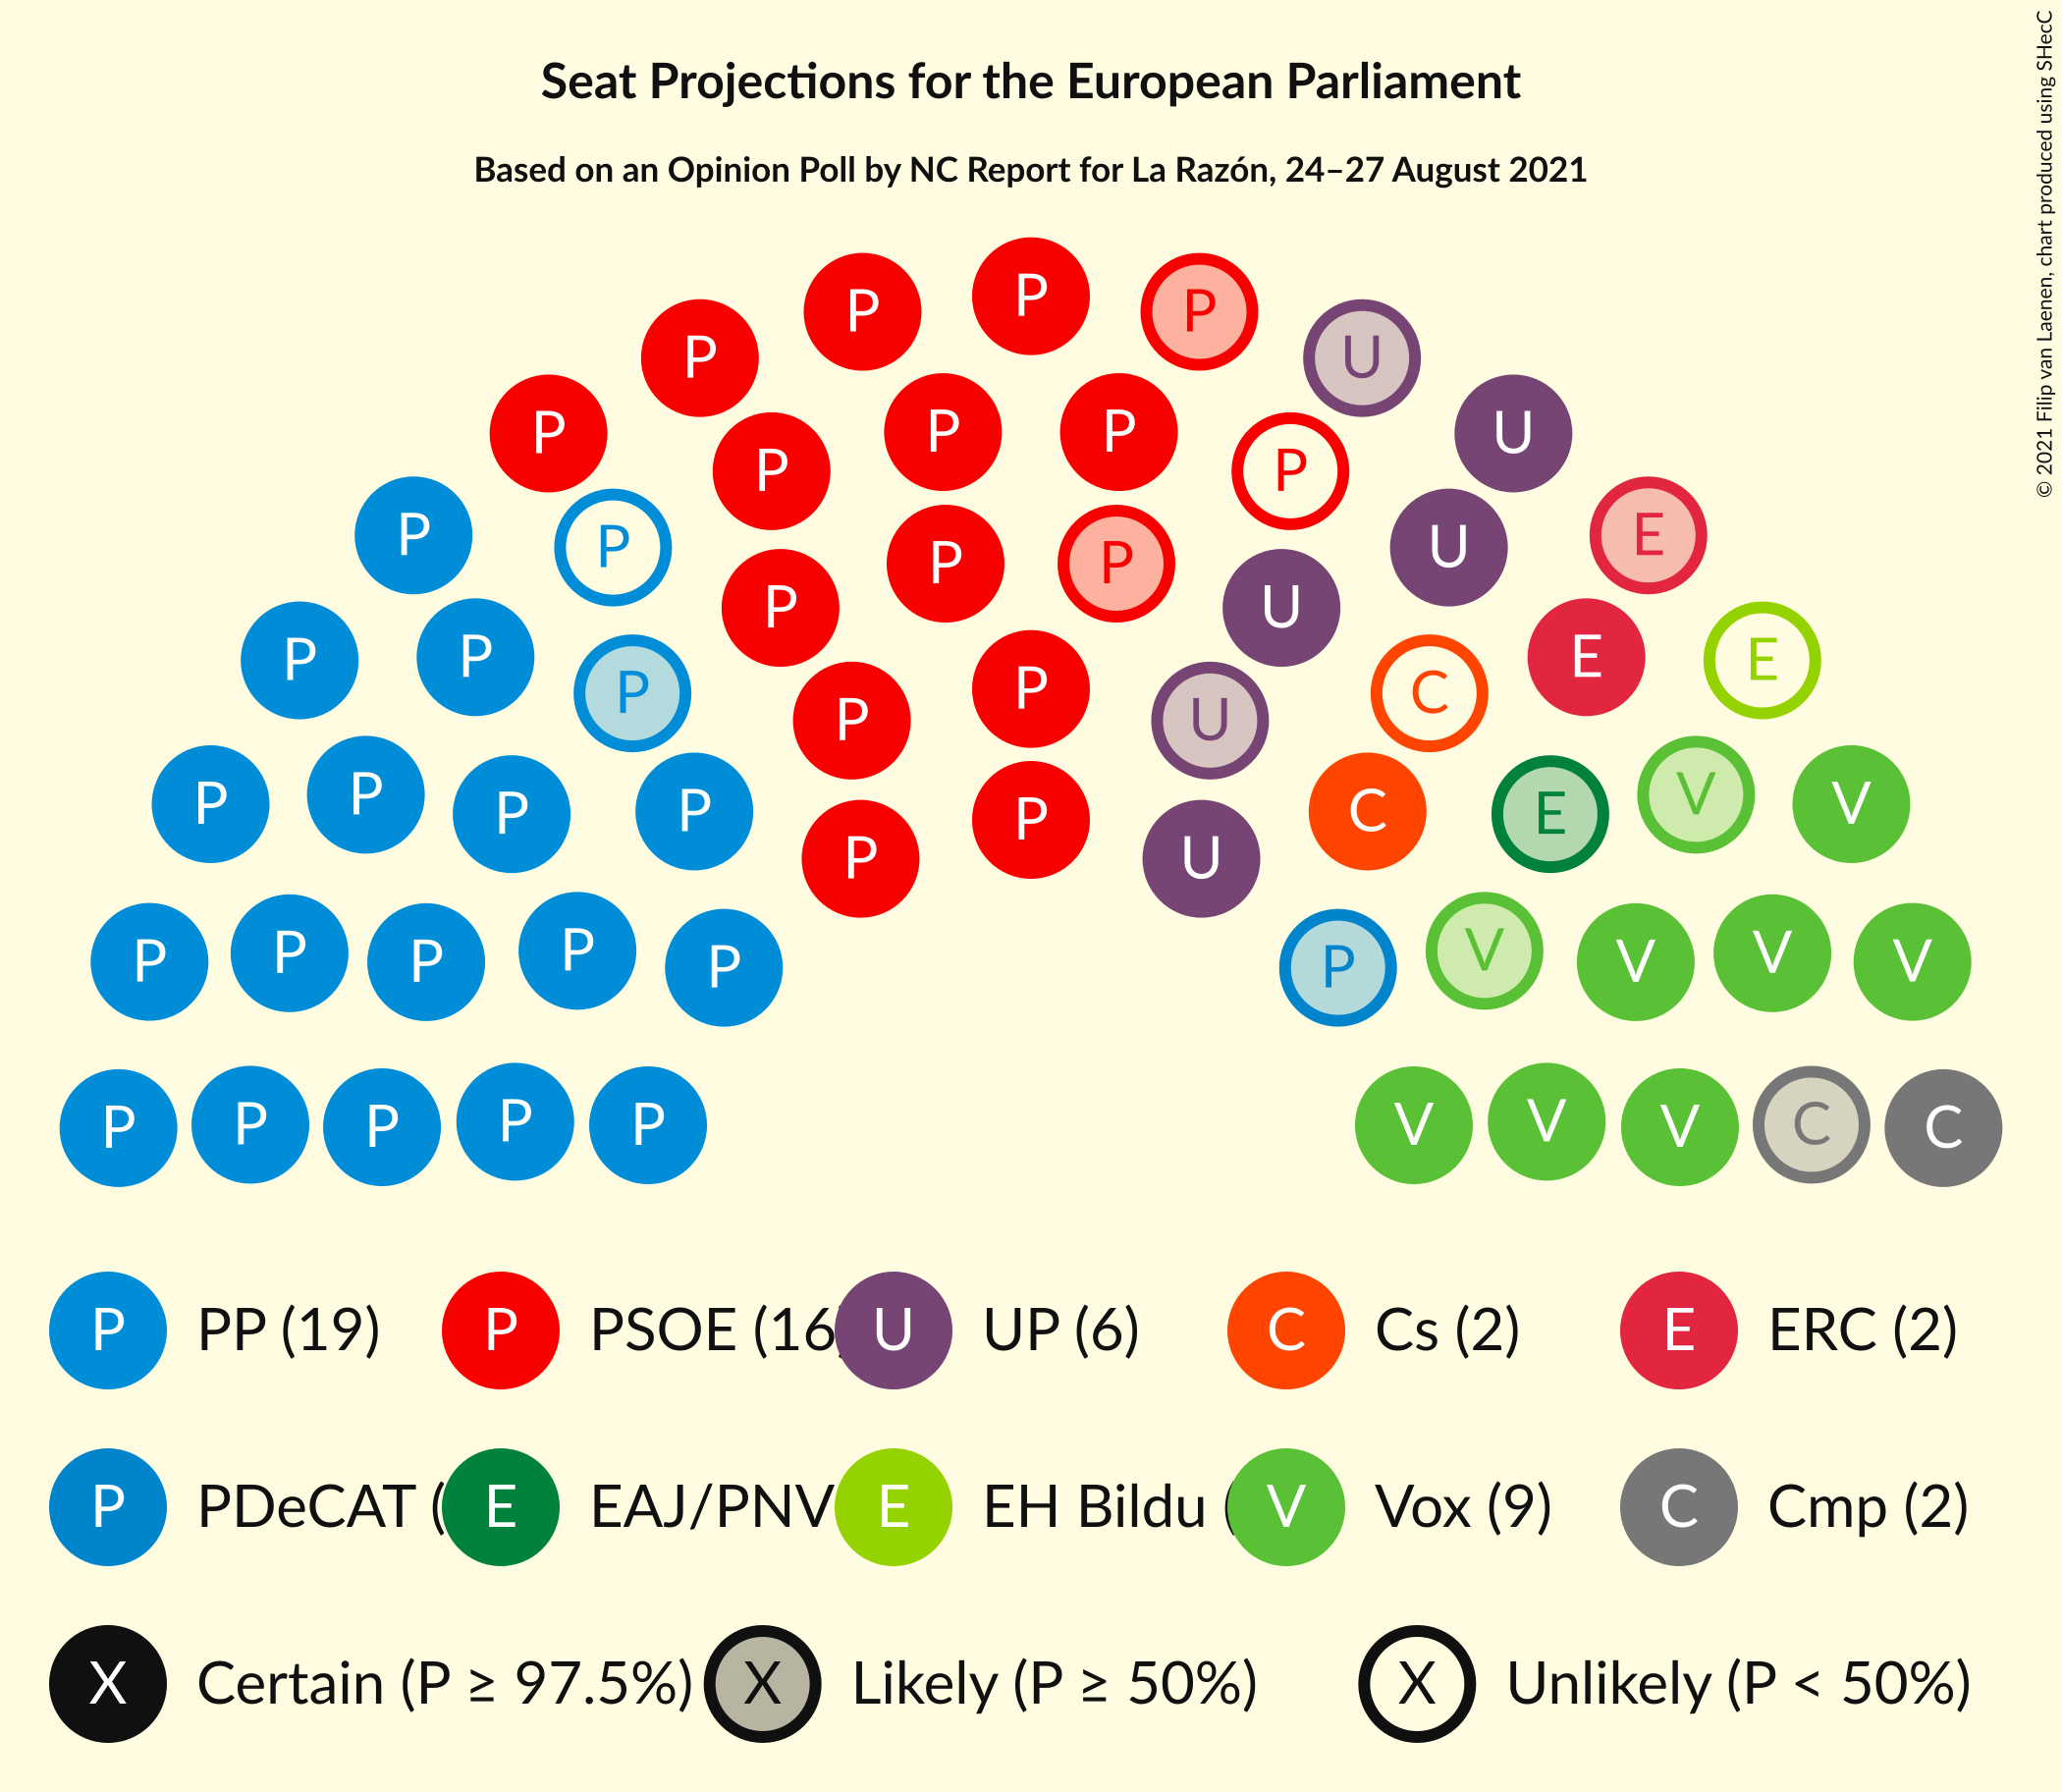 Seat Projections for the European Parliament
Based on an Opinion Poll by NC Report for La Razón, 24–27 August 2021
© 2021 Filip van Laenen, chart produced using SHecC
P P P P U
P P P P P U U E
P P P P P U U E E
P P P P P U C
P P P P P P P U C E V V
P P P P P P V V V V
P P P P P V V V C C
P PP (19) P PSOE (16 U UP (6) C Cs (2) E ERC (2)
P PDeCAT ( E EAJ/PNV E EH Bildu ( V Vox (9) C Cmp (2)
X Certain (P ≥ 97.5%) X Likely (P ≥ 50%) X Unlikely (P < 50%)